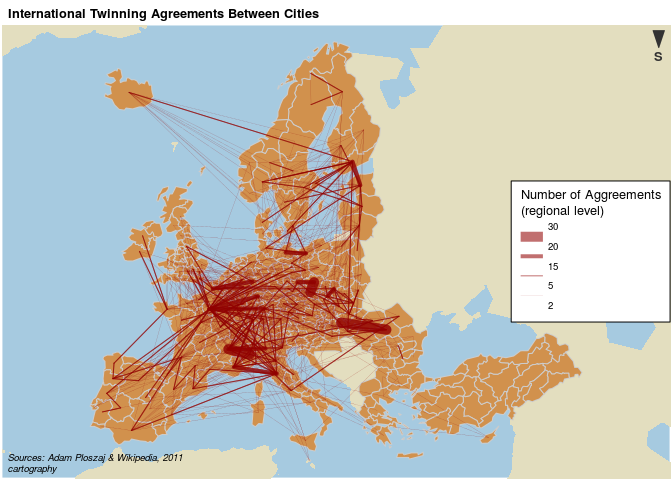 International Twinning Agreements Between Cities
S
Number of Aggreements
(regional level)
30
20
15
5
2
Sources: Adam Ploszaj & Wikipedia, 2011
cartography